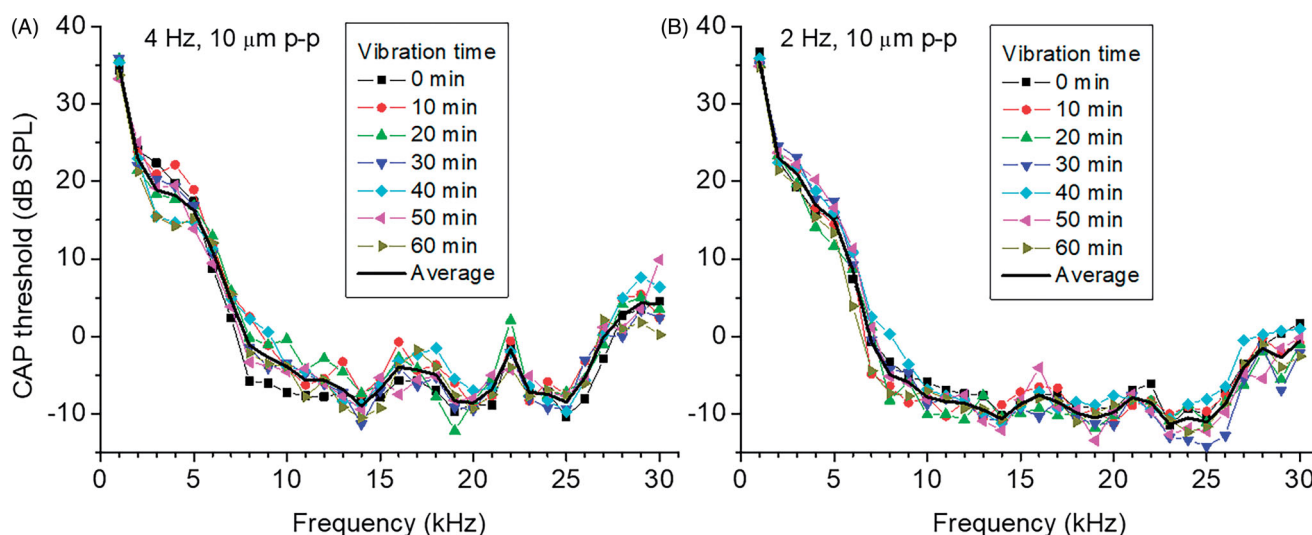 (A)
4 Hz, 10 μm p-p
Vibration time
0 min
10 min
20 min
30 min
40 min
50 min
60 min
Average
CAP threshold (dB SPL)
40
30
20
10
0
-10
0 5 10 15 20 25 30
Frequency (kHz)
(B)
2 Hz, 10 μm p-p
Vibration time
0 min
10 min
20 min
30 min
40 min
50 min
60 min
Average
40
30
20
10
0
-10
0 5 10 15 20 25 30
Frequency (kHz)